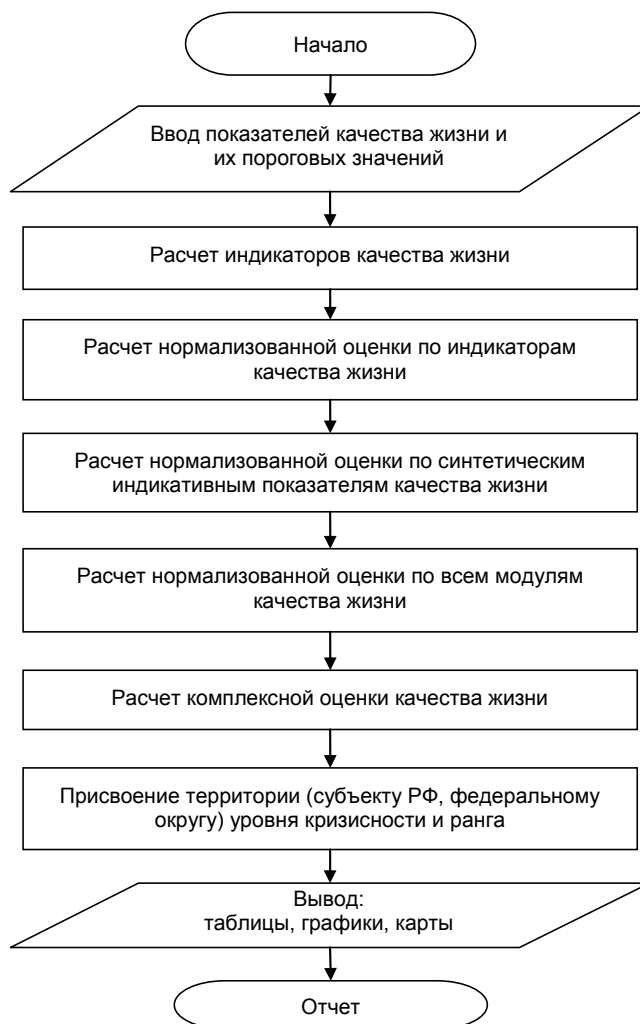 Начало
Ввод показателей качества жизни и
их пороговых значений
Расчет индикаторов качества жизни
Расчет нормализованной оценки по индикаторам
качества жизни
Расчет нормализованной оценки по синтетическим
индикативным показателям качества жизни
Расчет нормализованной оценки по всем модулям
качества жизни
Расчет комплексной оценки качества жизни
Присвоение территории (субъекту РФ, федеральному
округу) уровня кризисности и ранга
Вывод:
таблицы, графики, карты
Отчет